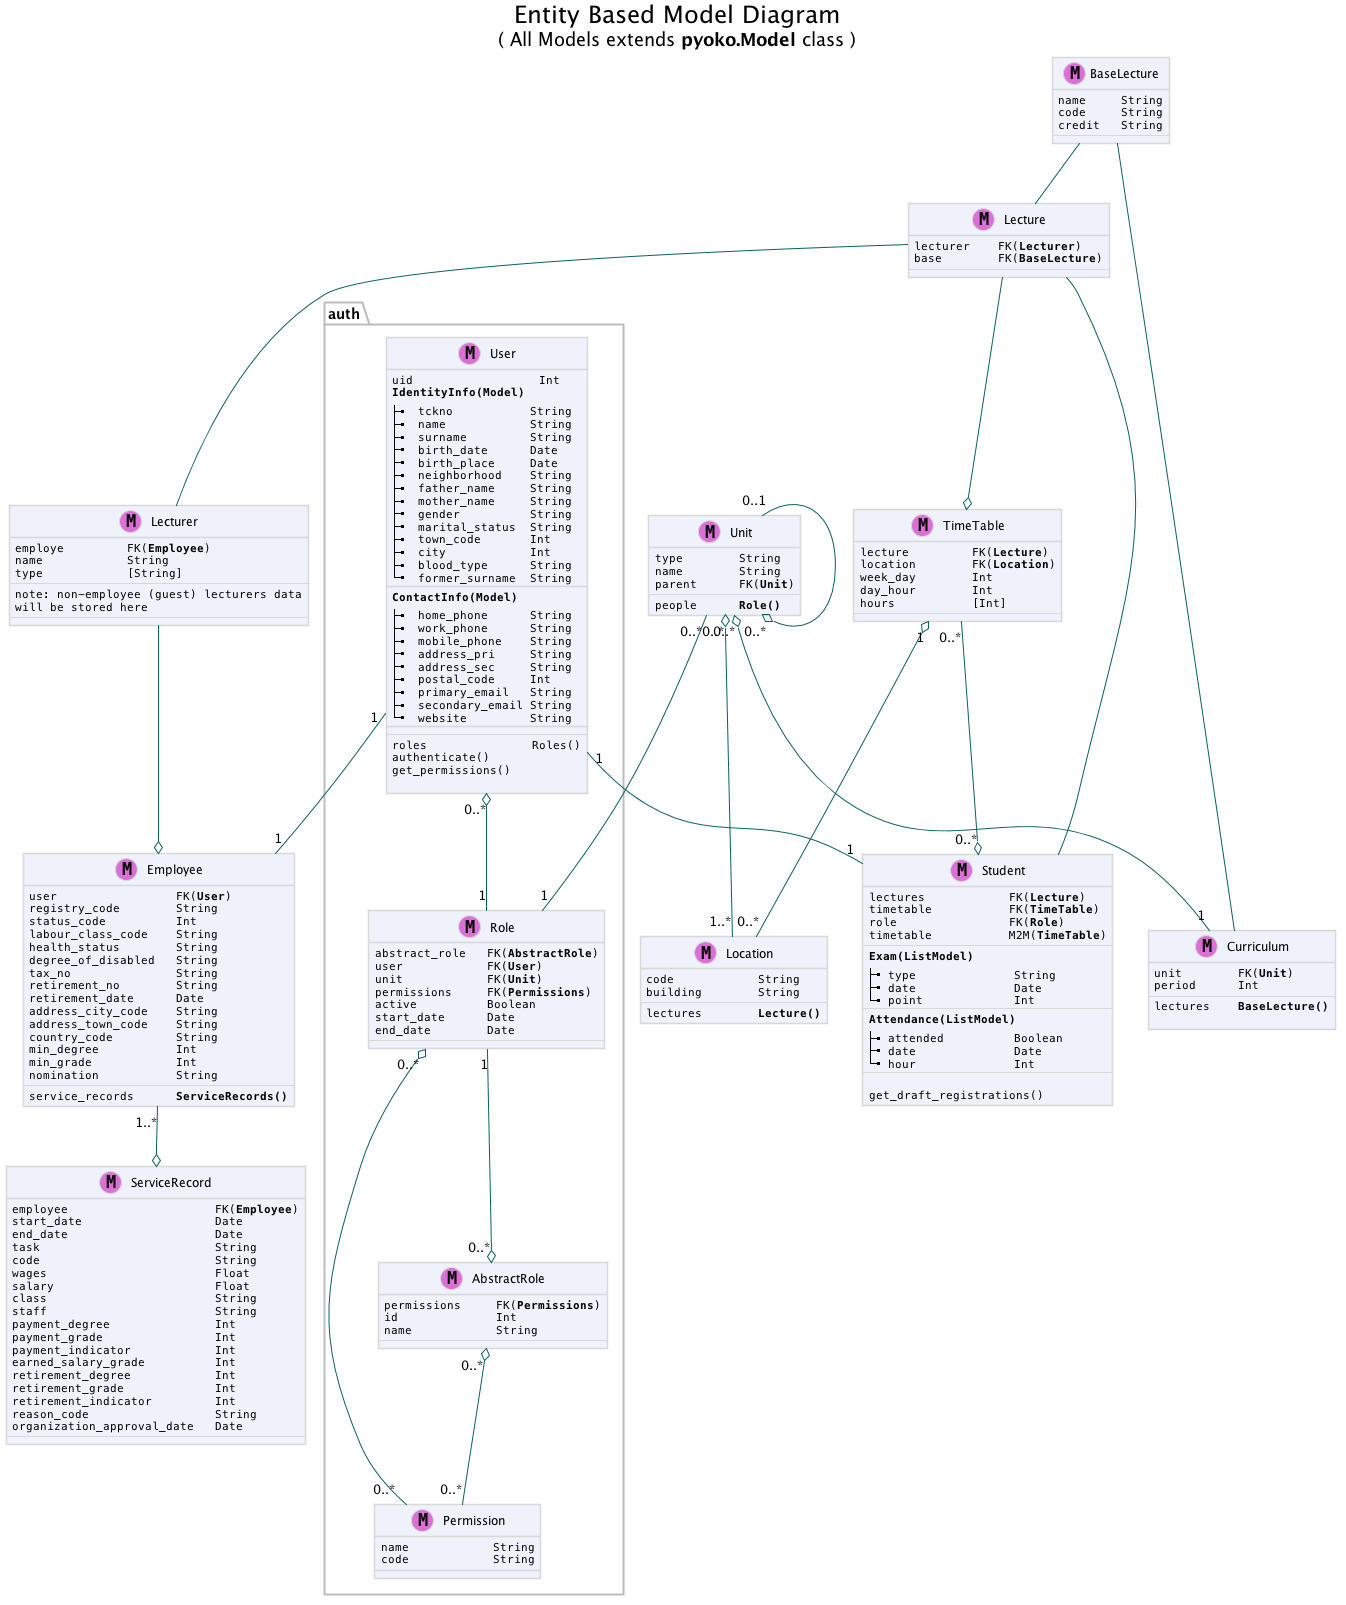 Entity Based Model Diagram
( All Models extends pyoko.Model class )
M BaseLecture
name String
code String
credit String
M Lecture
lecturer FK(Lecturer)
base FK(BaseLecture)
auth
M User
uid Int
IdentityInfo(Model)
tckno String
name String
surname String
birth_date Date
birth_place Date
neighborhood String
father_name String
mother_name String
gender String
marital_status String
town_code Int
city Int
blood_type String
former_surname String
ContactInfo(Model)
home_phone String
work_phone String
mobile_phone String
address_pri String
address_sec String
postal_code Int
primary_email String
secondary_email String
website String
roles Roles()
authenticate()
get_permissions()
M Lecturer
employe FK(Employee)
name String
type [String]
note: non-employee (guest) lecturers data
will be stored here
M Unit
type String
name String
parent FK(Unit)
people Role()
0..1
0..*
0..*
0..*
M TimeTable
lecture FK(Lecture)
location FK(Location)
week_day Int
day_hour Int
hours [Int]
1
0..*
1
1
0..*
1
1
1
0..*
1
1..*
0..*
1
M Employee
user FK(User)
registry_code String
status_code Int
labour_class_code String
health_status String
degree_of_disabled String
tax_no String
retirement_no String
retirement_date Date
address_city_code String
address_town_code String
country_code String
min_degree Int
min_grade Int
nomination String
service_records ServiceRecords()
M Role
abstract_role FK(AbstractRole)
user FK(User)
unit FK(Unit)
permissions FK(Permissions)
active Boolean
start_date Date
end_date Date
M Location
code String
building String
lectures Lecture()
M Student
lectures FK(Lecture)
timetable FK(TimeTable)
role FK(Role)
timetable M2M(TimeTable)
Exam(ListModel)
type String
date Date
point Int
Attendance(ListModel)
attended Boolean
date Date
hour Int
get_draft_registrations()
M Curriculum
unit FK(Unit)
period Int
lectures BaseLecture()
1..*
0..*
1
M ServiceRecord
employee FK(Employee)
start_date Date
end_date Date
task String
code String
wages Float
salary Float
class String
staff String
payment_degree Int
payment_grade Int
payment_indicator Int
earned_salary_grade Int
retirement_degree Int
retirement_grade Int
retirement_indicator Int
reason_code String
organization_approval_date Date
0..*
M AbstractRole
permissions FK(Permissions)
id Int
name String
0..*
0..*
0..*
M Permission
name String
code String